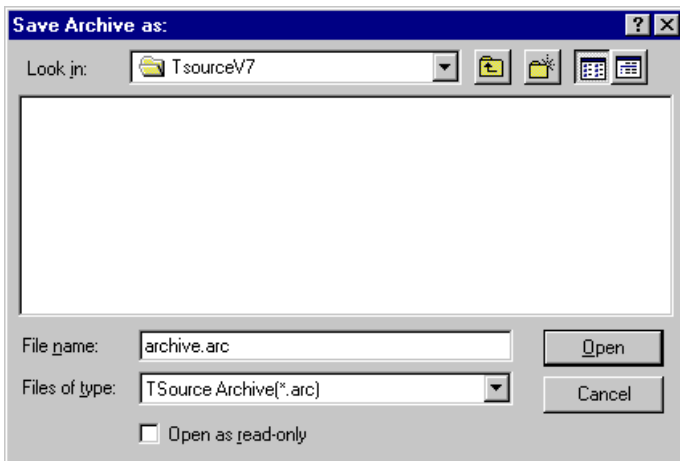 Save Archive as:
Look in:
TsourceV7
File name:
archive.arc
Open
Files of type:
TSource Archive(*.arc)
Cancel
Open as read-only